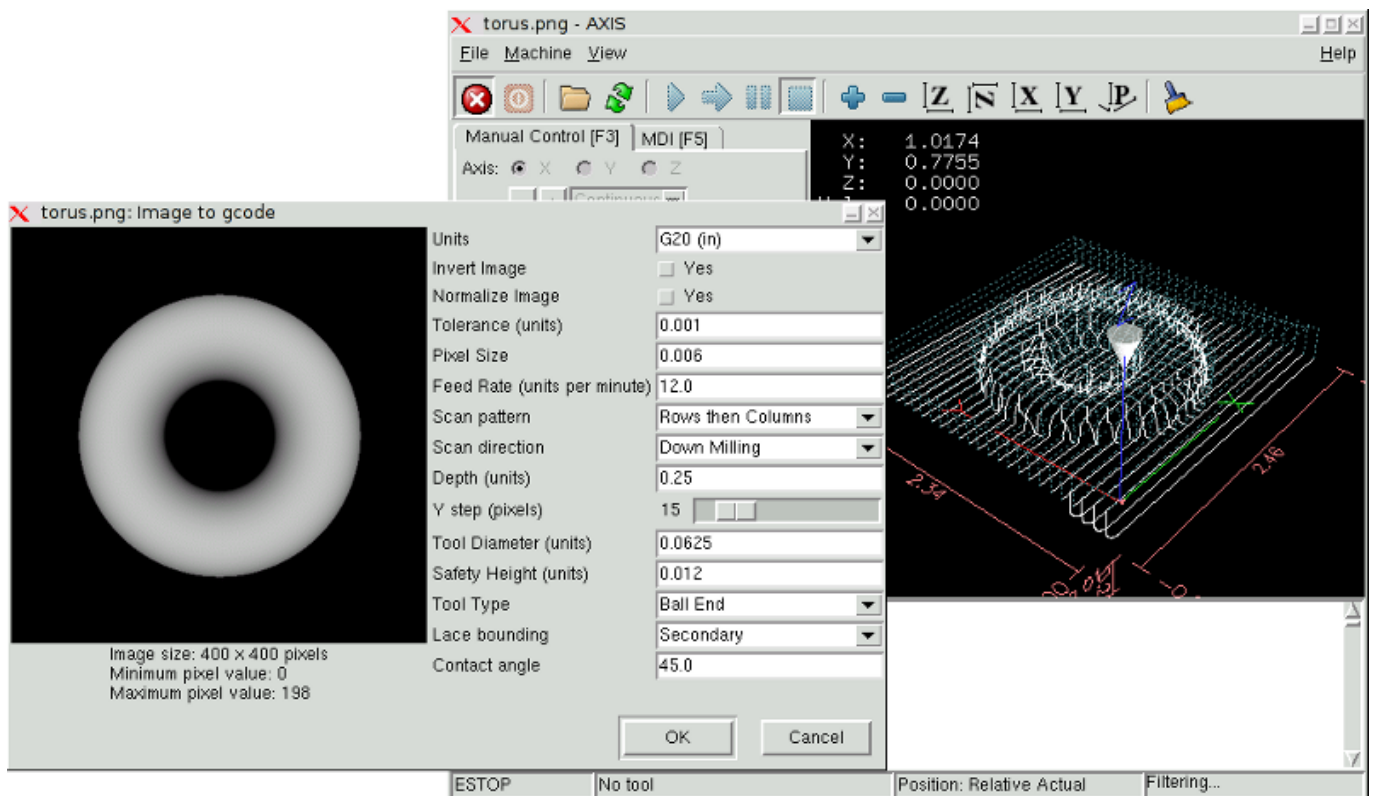 torus.png - AXIS
File Machine View Help
Z N X Y P
Manual Control [F3] MDI [F5]
Axis: X Y Z
Continuous
X: 1.0174
Y: 0.7755
Z: 0.0000
0.0000
torus.png: Image to gcode
Units G20 (in)
Invert Image Yes
Normalize Image Yes
Tolerance (units) 0.001
Pixel Size 0.006
Feed Rate (units per minute) 12.0
Scan pattern Rows then Columns
Scan direction Down Milling
Depth (units) 0.25
Y step (pixels) 15
Tool Diameter (units) 0.0625
Safety Height (units) 0.012
Tool Type Ball End
Lace bounding Secondary
Contact angle 45.0
Image size: 400 x 400 pixels
Minimum pixel value: 0
Maximum pixel value: 198
OK Cancel
X
2.34
2.46
ESTOP No tool Position: Relative Actual Filtering...